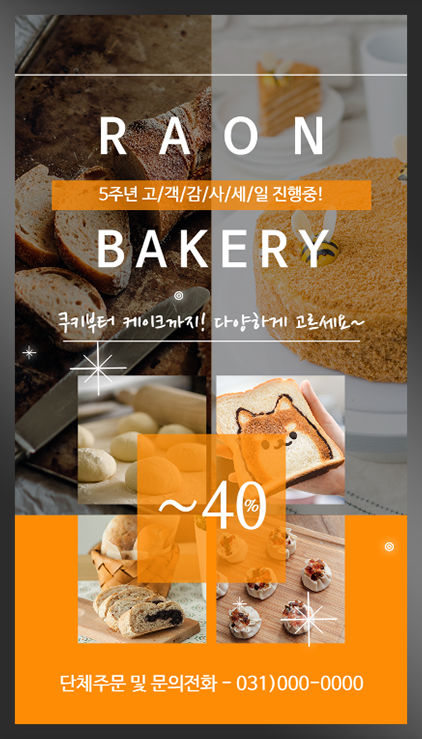 RAON
5주년 고/객/감/사/세/일 진행중!
BAKERY
쿠키부터 케이크까지! 다양하게 고르세요~
~40%
단체주문 및 문의전화 - 031)000-0000